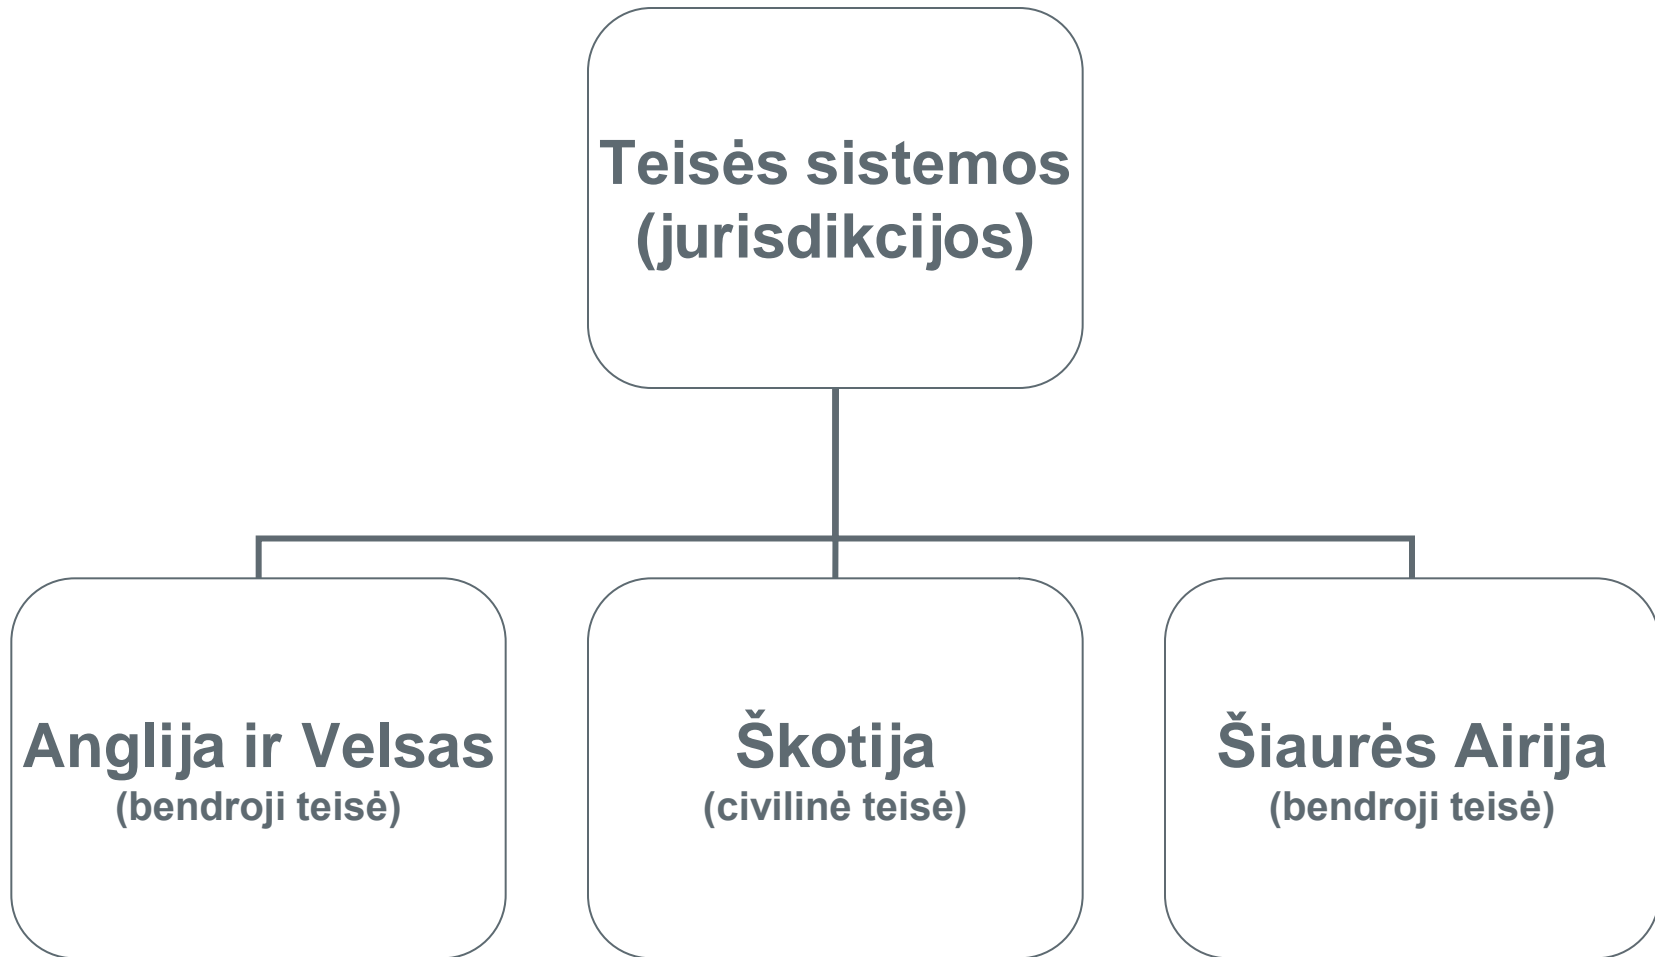 Teisės sistemos
(jurisdikcijos)
Anglija ir Velsas
(bendroji teisė)
Škotija
(civilinė teisė)
Šiaurės Airija
(bendroji teisė)